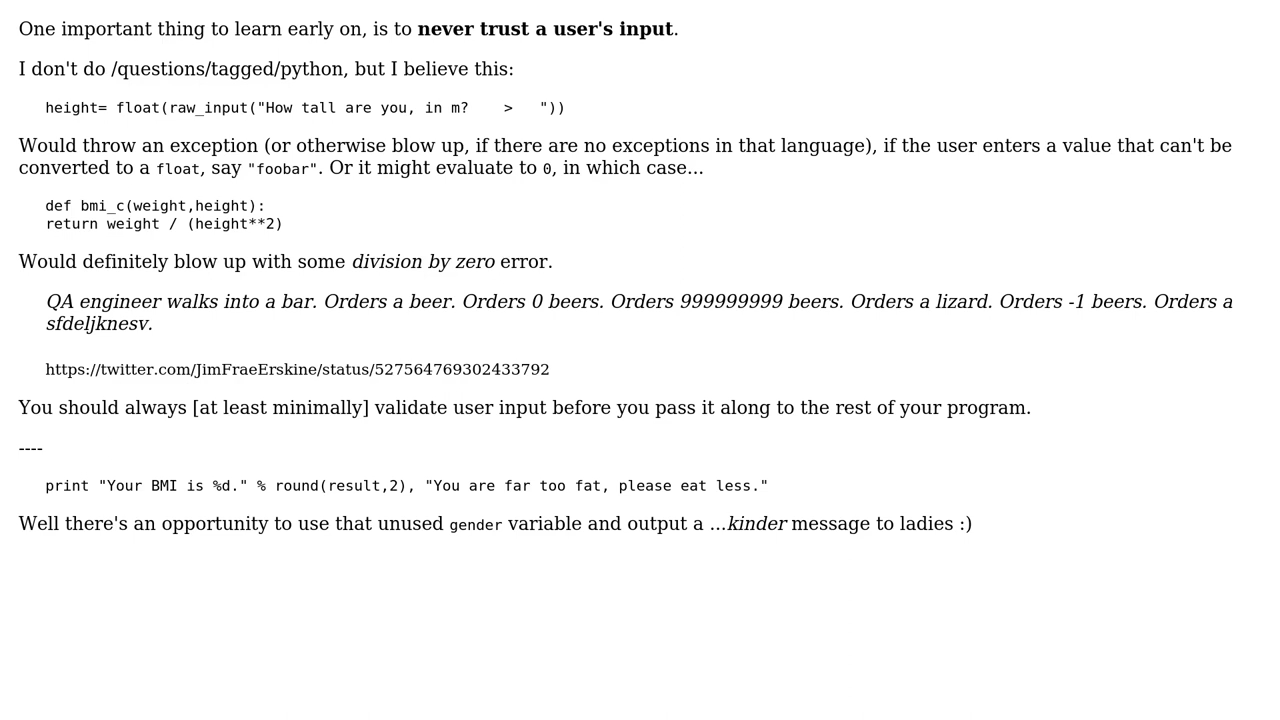 One important thing to learn early on, is to never trust a user's input.
I don't do /questions/tagged/python, but I believe this:
height= float(raw_input("How tall are you, in m?    >   "))
Would throw an exception (or otherwise blow up, if there are no exceptions in that language), if the user enters a value that can't be
converted to a float, say "foobar". Or it might evaluate to 0, in which case...
def bmi_c(weight,height):
return weight / (height**2)
Would definitely blow up with some division by zero error.
QA engineer walks into a bar. Orders a beer. Orders 0 beers. Orders 999999999 beers. Orders a lizard. Orders -1 beers. Orders a
sfdeljknesv.
https://twitter.com/JimFraeErskine/status/527564769302433792
You should always [at least minimally] validate user input before you pass it along to the rest of your program.
----
print "Your BMI is %d." % round(result,2), "You are far too fat, please eat less."
Well there's an opportunity to use that unused gender variable and output a ...kinder message to ladies :)